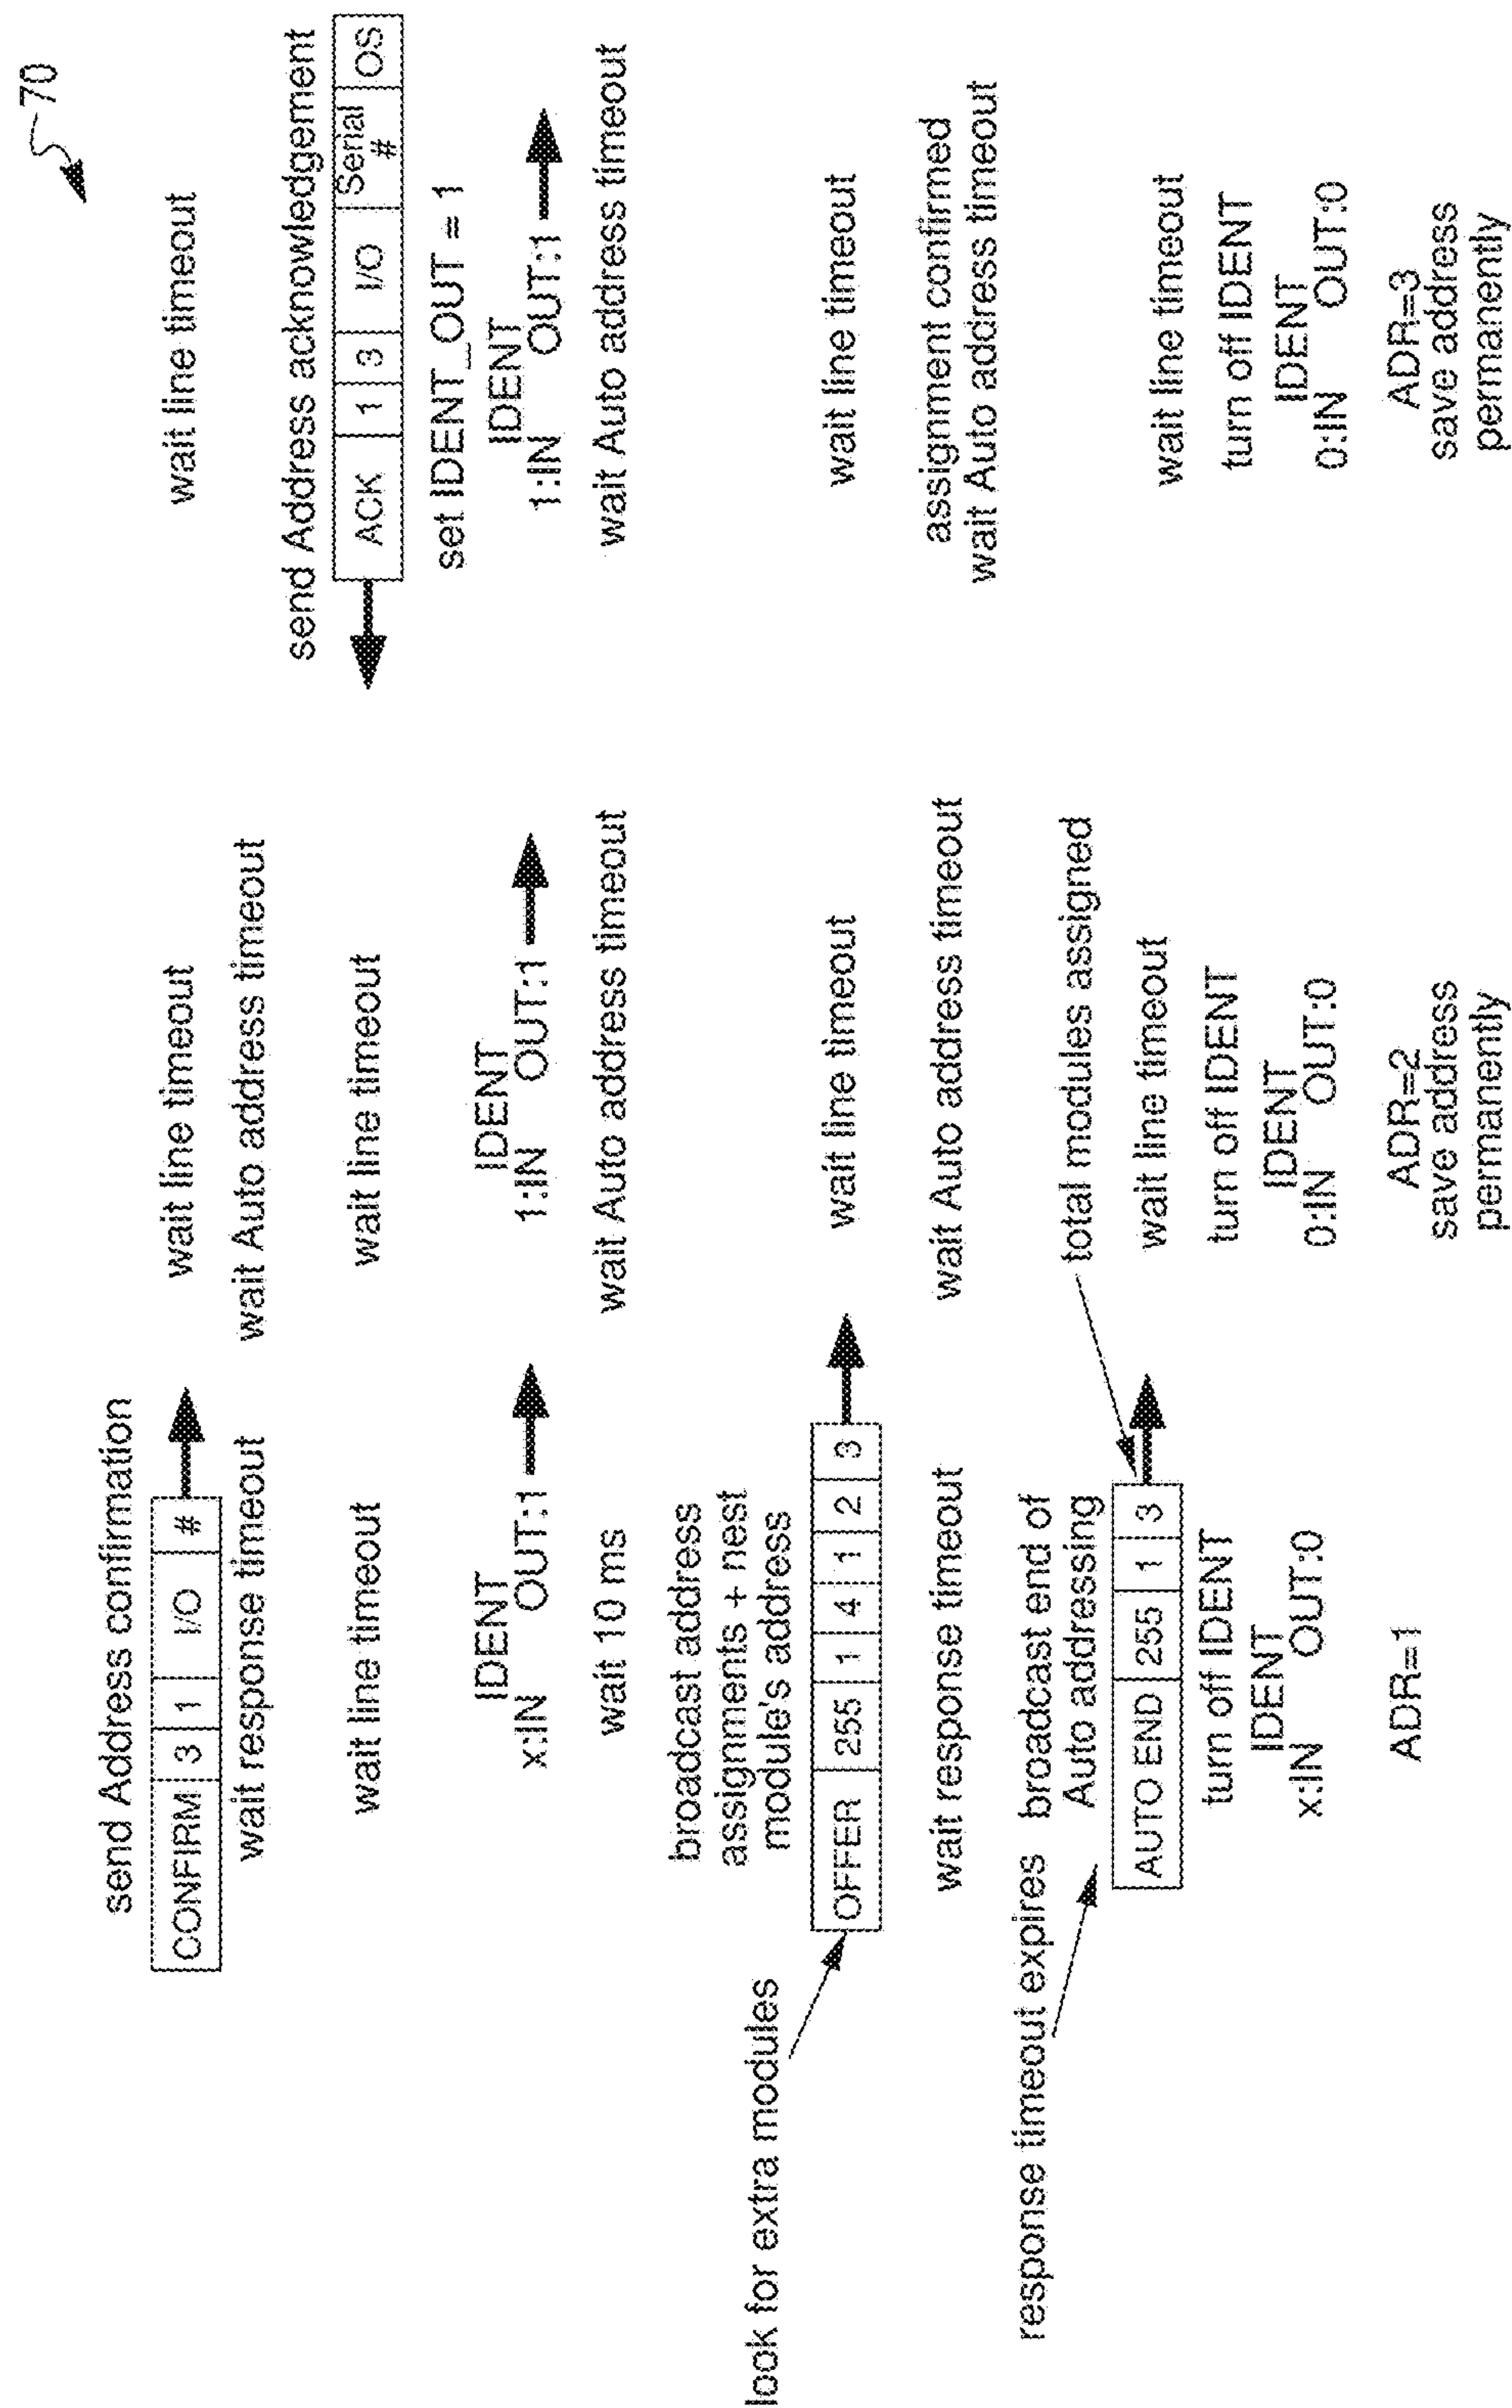 70
send Address confirmation
CONFIRM 3 1 I/O #
wait line timeout
wait line timeout
wait response timeout
wait Auto address timeout
send Address acknowledgement
wait line timeout
wait line timeout
ACK 1 3 I/O Serial # OS
set IDENT_OUT = 1
IDENT
x:IN OUT:1
IDENT
1:IN OUT:1
IDENT
1:IN OUT:1
wait 10 ms
wait Auto address timeout
wait Auto address timeout
broadcast address
assignments + nest
module's address
look for extra modules
OFFER 255 1 4 1 2 3
wait line timeout
wait line timeout
wait response timeout
wait Auto address timeout
assignment confirmed
wait Auto address timeout
response timeout expires
broadcast end of
Auto addressing
total modules assigned
AUTO END 255 1 3
wait line timeout
wait line timeout
turn off IDENT
IDENT
x:IN OUT:0
turn off IDENT
IDENT
0:IN OUT:0
turn off IDENT
IDENT
0:IN OUT:0
ADR=1
ADR=2
save address
permanently
ADR=3
save address
permanently